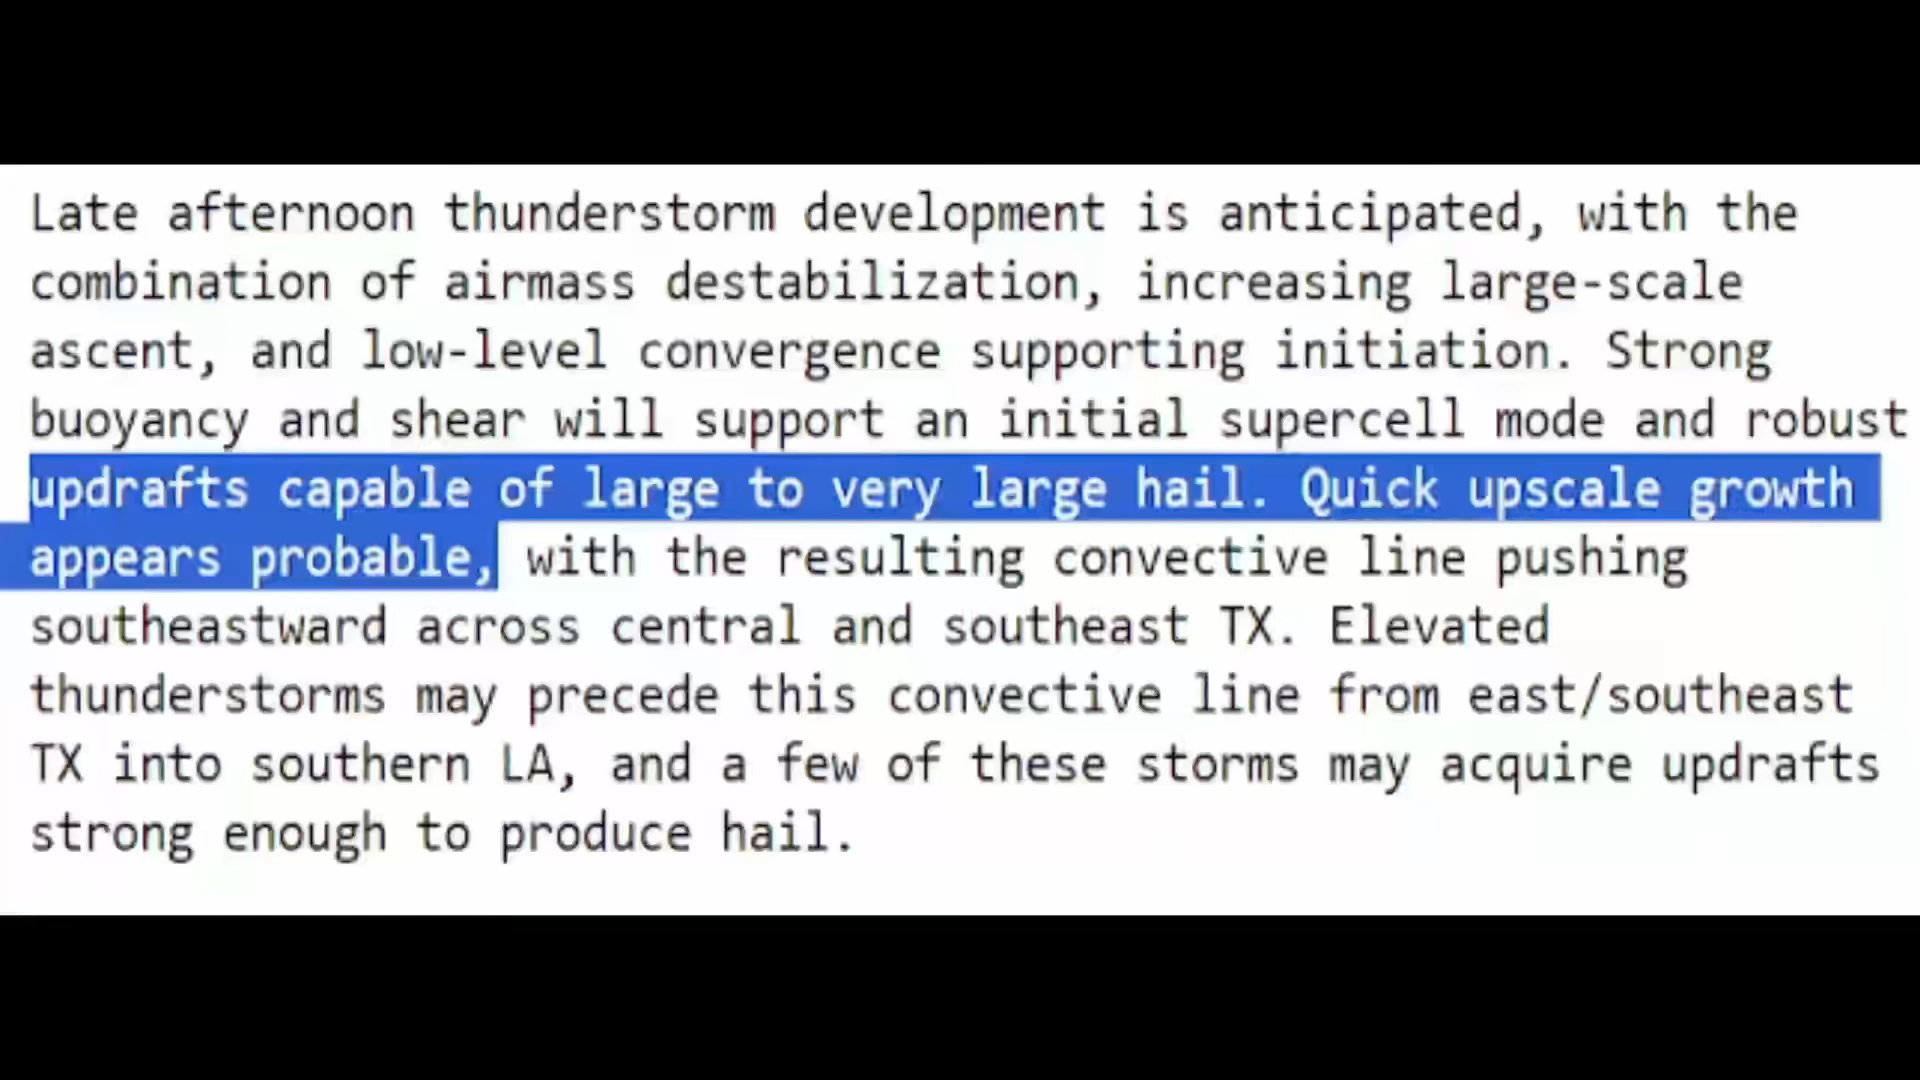 Late afternoon thunderstorm development is anticipated, with the
combination of airmass destabilization, increasing large-scale
ascent, and low-level convergence supporting initiation. Strong
buoyancy and shear will support an initial supercell mode and robust
updrafts capable of large to very large hail. Quick upscale growth
appears probable, with the resulting convective line pushing
southeastward across central and southeast TX. Elevated
thunderstorms may precede this convective line from east/southeast
TX into southern LA, and a few of these storms may acquire updrafts
strong enough to produce hail.